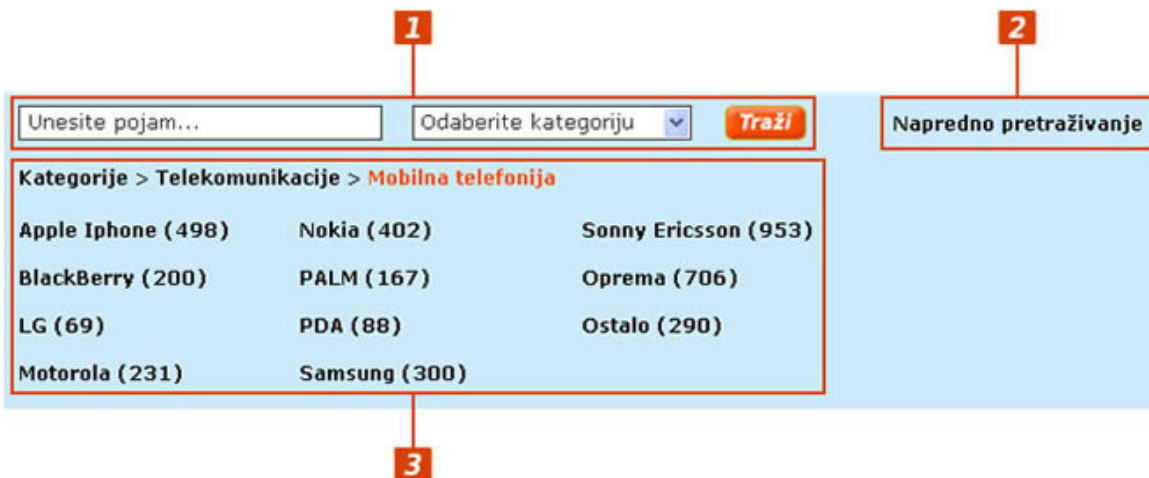 1 2
Unesite pojam... Odaberite kategoriju Traži Napredno pretraživanje
Kategorije > Telekomunikacije > Mobilna telefonija
Apple Iphone (498) Nokia (402) Sonny Ericsson (953)
BlackBerry (200) PALM (167) Oprema (706)
LG (69) PDA (88) Ostalo (290)
Motorola (231) Samsung (300)
3